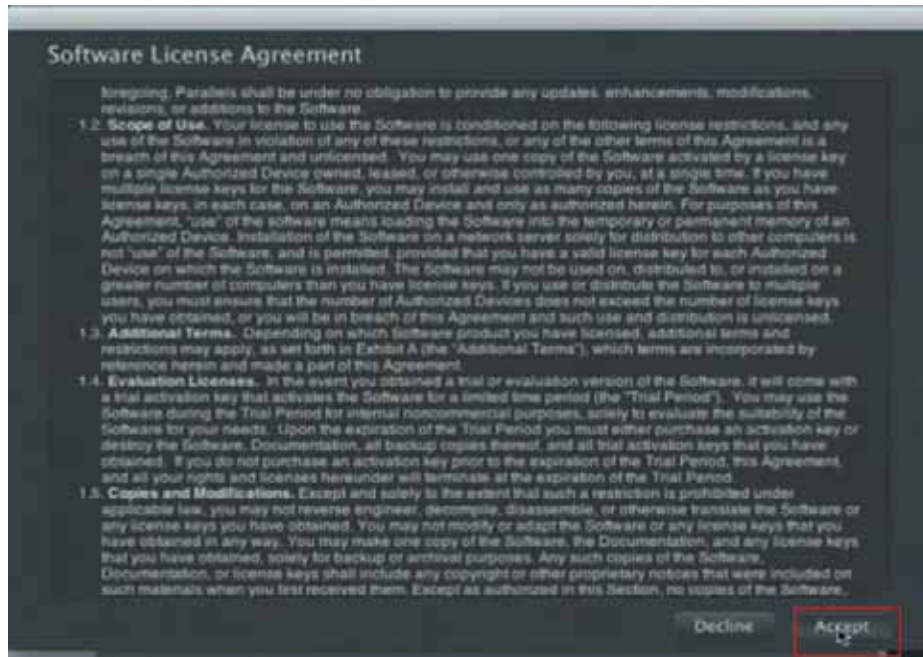 Software License Agreement
foregoing, Parallels shall be under no obligation to provide any updates, enhancements, modifications,
revisions, or additions to the Software.
1.2. Scope of Use. Your license to use the Software is conditioned on the following license restrictions, and any
use of the Software in violation of any of these restrictions, or any of the other terms of this Agreement is a
breach of this Agreement and unlicensed. You may use one copy of the Software activated by a license key
on a single Authorized Device owned, leased, or otherwise controlled by you, at a single time. If you have
multiple license keys for the Software, you may install and use as many copies of the Software as you have
license keys, in each case, on an Authorized Device and only as authorized herein. For purposes of this
Agreement, "use" of the software means loading the Software into the temporary or permanent memory of an
Authorized Device. Installation of the Software on a network server solely for distribution to other computers is
not "use" of the Software, and is permitted, provided that you have a valid license key for each Authorized
Device on which the Software is installed. The Software may not be used on, distributed to, or installed on a
greater number of computers than you have license keys. If you use or distribute the Software to multiple
users, you must ensure that the number of Authorized Devices does not exceed the number of license keys
you have obtained, or you will be in breach of this Agreement and such use and distribution is unlicensed.
1.3. Additional Terms. Depending on which Software product you have licensed, additional terms and
restrictions may apply, as set forth in Exhibit A (the "Additional Terms"), which terms are incorporated by
reference herein and made a part of this Agreement.
1.4. Evaluation Licenses. In the event you obtained a trial or evaluation version of the Software, it will come with
a trial activation key that activates the Software for a limited time period (the "Trial Period"). You may use the
Software during the Trial Period for internal noncommercial purposes, solely to evaluate the suitability of the
Software for your needs. Upon the expiration of the Trial Period you must either purchase an activation key or
destroy the Software, Documentation, all backup copies thereof, and all trial activation keys that you have
obtained. If you do not purchase an activation key prior to the expiration of the Trial Period, this Agreement,
and all your rights and licenses hereunder will terminate at the expiration of the Trial Period.
1.5. Copies and Modifications. Except and solely to the extent that such a restriction is prohibited under
applicable law, you may not reverse engineer, decompile, disassemble, or otherwise translate the Software or
any license keys you have obtained. You may not modify or adapt the Software or any license keys that you
have obtained in any way. You may make one copy of the Software, the Documentation, and any license keys
that you have obtained, solely for backup or archival purposes. Any such copies of the Software,
Documentation, or license keys shall include any copyright or other proprietary notices that were included on
such materials when you first received them. Except as authorized in this Section, no copies of the Software,
Decline
Accept